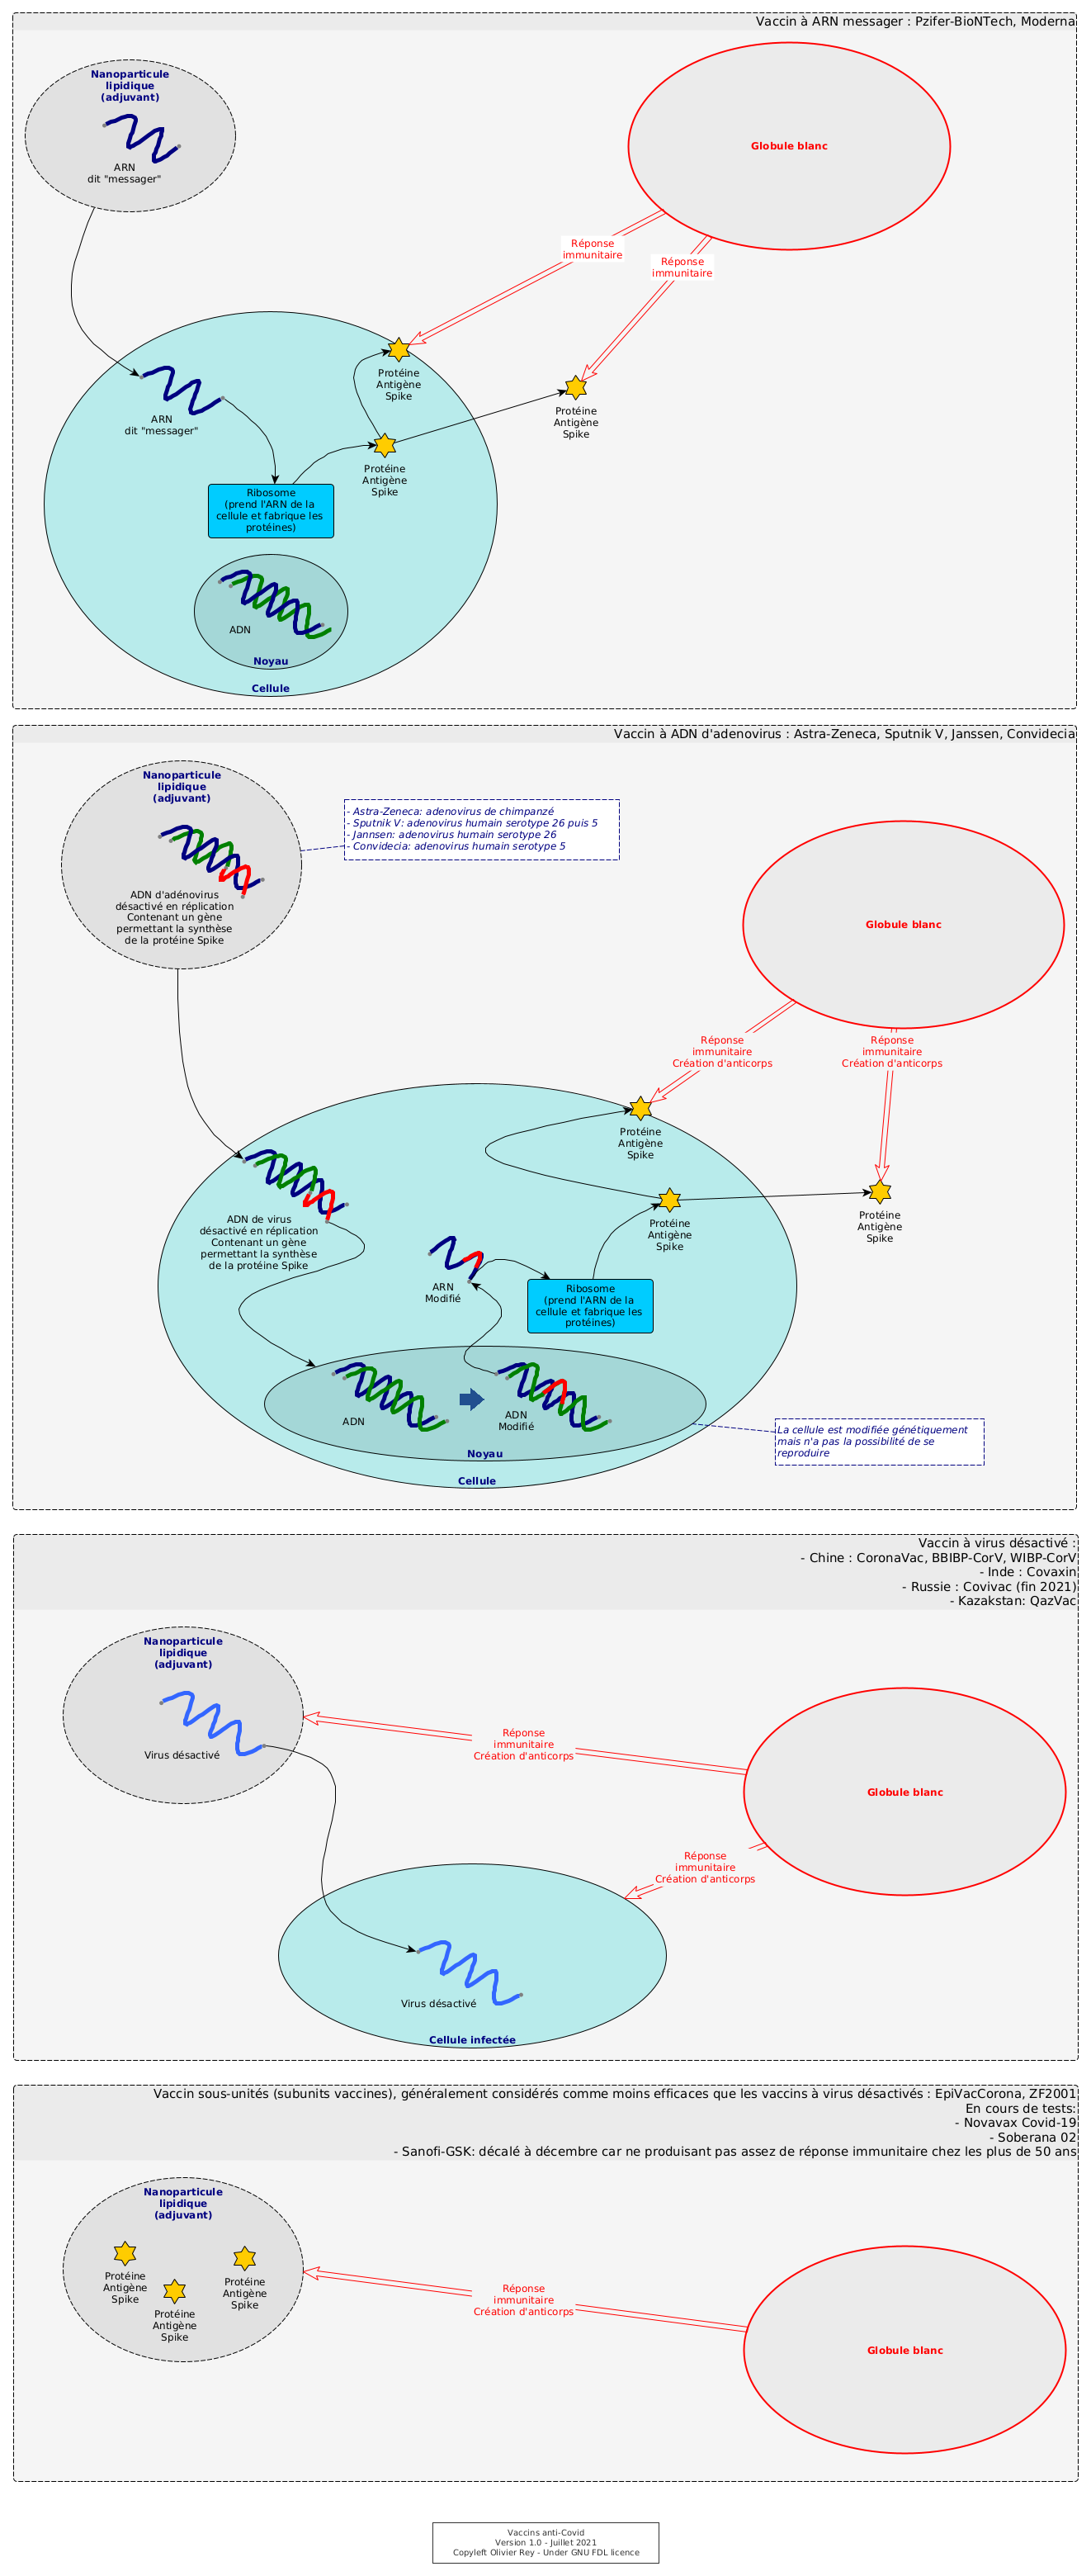 Vaccin à ARN messager : Pzifer-BioNTech, Moderna
Nanoparticule
lipidique
(adjuvant)
ARN
dit "messager"
Globule blanc
Réponse
immunitaire
Réponse
immunitaire
Protéine
Antigène
Spike
Protéine
Antigène
Spike
ARN
dit "messager"
Protéine
Antigène
Spike
Ribosome
(prend l'ARN de la
cellule et fabrique les
protéines)
ADN
Noyau
Cellule
Vaccin à ADN d'adenovirus : Astra-Zeneca, Sputnik V, Janssen, Convidecia
Nanoparticule
lipidique
(adjuvant)
ADN d'adénovirus
désactivé en réplication
Contenant un gène
permettant la synthèse
de la protéine Spike
- Astra-Zeneca: adenovirus de chimpanzé
- Sputnik V: adenovirus humain serotype 26 puis 5
- Jannsen: adenovirus humain serotype 26
- Convidecia: adenovirus humain serotype 5
Globule blanc
Réponse
immunitaire
Création d'anticorps
Réponse
immunitaire
Création d'anticorps
Protéine
Antigène
Spike
Protéine
Antigène
Spike
Protéine
Antigène
Spike
ADN de virus
désactivé en réplication
Contenant un gène
permettant la synthèse
de la protéine Spike
ARN
Modifié
Ribosome
(prend l'ARN de la
cellule et fabrique les
protéines)
ADN
ADN
Modifié
Noyau
Cellule
La cellule est modifiée génétiquement
mais n'a pas la possibilité de se
reproduire
Vaccin à virus désactivé :
- Chine : CoronaVac, BBIBP-CorV, WIBP-CorV
- Inde : Covaxin
- Russie : Covivac (fin 2021)
- Kazakstan: QazVac
Nanoparticule
lipidique
(adjuvant)
Virus désactivé
Réponse
immunitaire
Création d'anticorps
Globule blanc
Réponse
immunitaire
Création d'anticorps
Virus désactivé
Cellule infectée
Vaccin sous-unités (subunits vaccines), généralement considérés comme moins efficaces que les vaccins à virus désactivés : EpiVacCorona, ZF2001
En cours de tests:
- Novavax Covid-19
- Soberana 02
- Sanofi-GSK: décalé à décembre car ne produisant pas assez de réponse immunitaire chez les plus de 50 ans
Nanoparticule
lipidique
(adjuvant)
Protéine
Antigène
Spike
Protéine
Antigène
Spike
Protéine
Antigène
Spike
Réponse
immunitaire
Création d'anticorps
Globule blanc
Vaccins anti-Covid
Version 1.0 - Juillet 2021
Copyleft Olivier Rey - Under GNU FDL licence